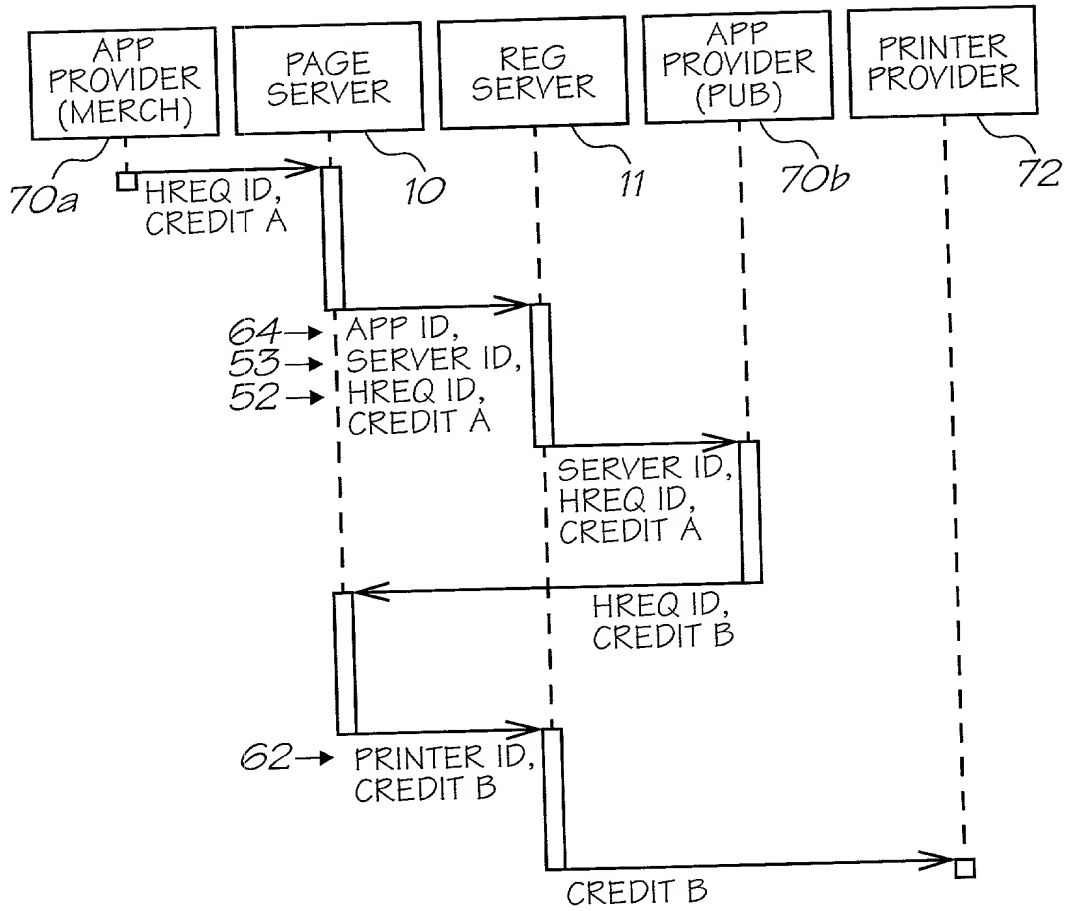 APP
PROVIDER
(MERCH)
PAGE
SERVER
REG
SERVER
APP
PROVIDER
(PUB)
PRINTER
PROVIDER
70a
10
11
70b
72
HREQ ID,
CREDIT A
64
APP ID,
53
SERVER ID,
52
HREQ ID,
CREDIT A
SERVER ID,
HREQ ID,
CREDIT A
HREQ ID,
CREDIT B
62
PRINTER ID,
CREDIT B
CREDIT B